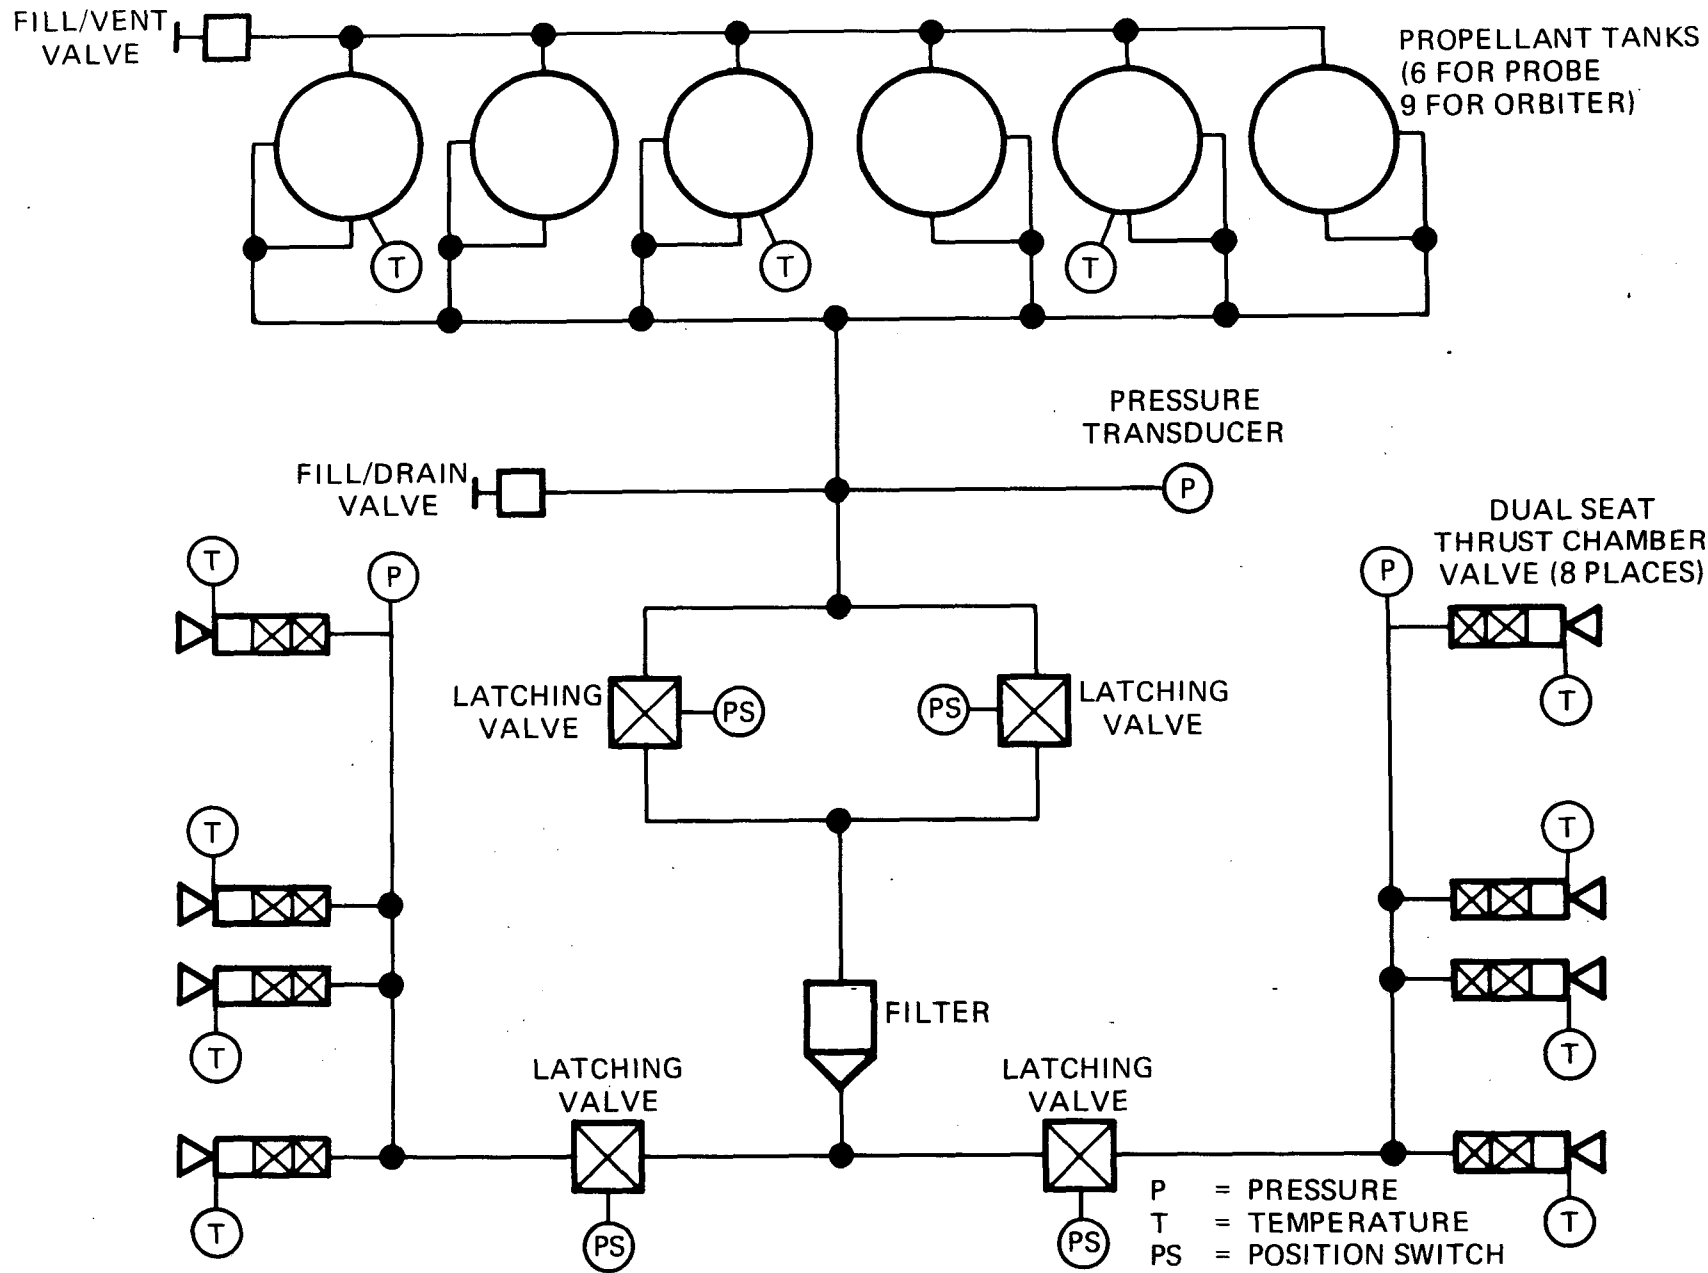 FILL/VENT
VALVE
PROPELLANT TANKS
(6 FOR PROBE
9 FOR ORBITER)
T
T
T
PRESSURE
TRANSDUCER
P
FILL/DRAIN
VALVE
DUAL SEAT
THRUST CHAMBER
VALVE (8 PLACES)
T
P
P
T
LATCHING
VALVE
PS
PS
LATCHING
VALVE
T
T
FILTER
T
T
LATCHING
VALVE
LATCHING
VALVE
T
PS
PS
T
P = PRESSURE
T = TEMPERATURE
PS = POSITION SWITCH